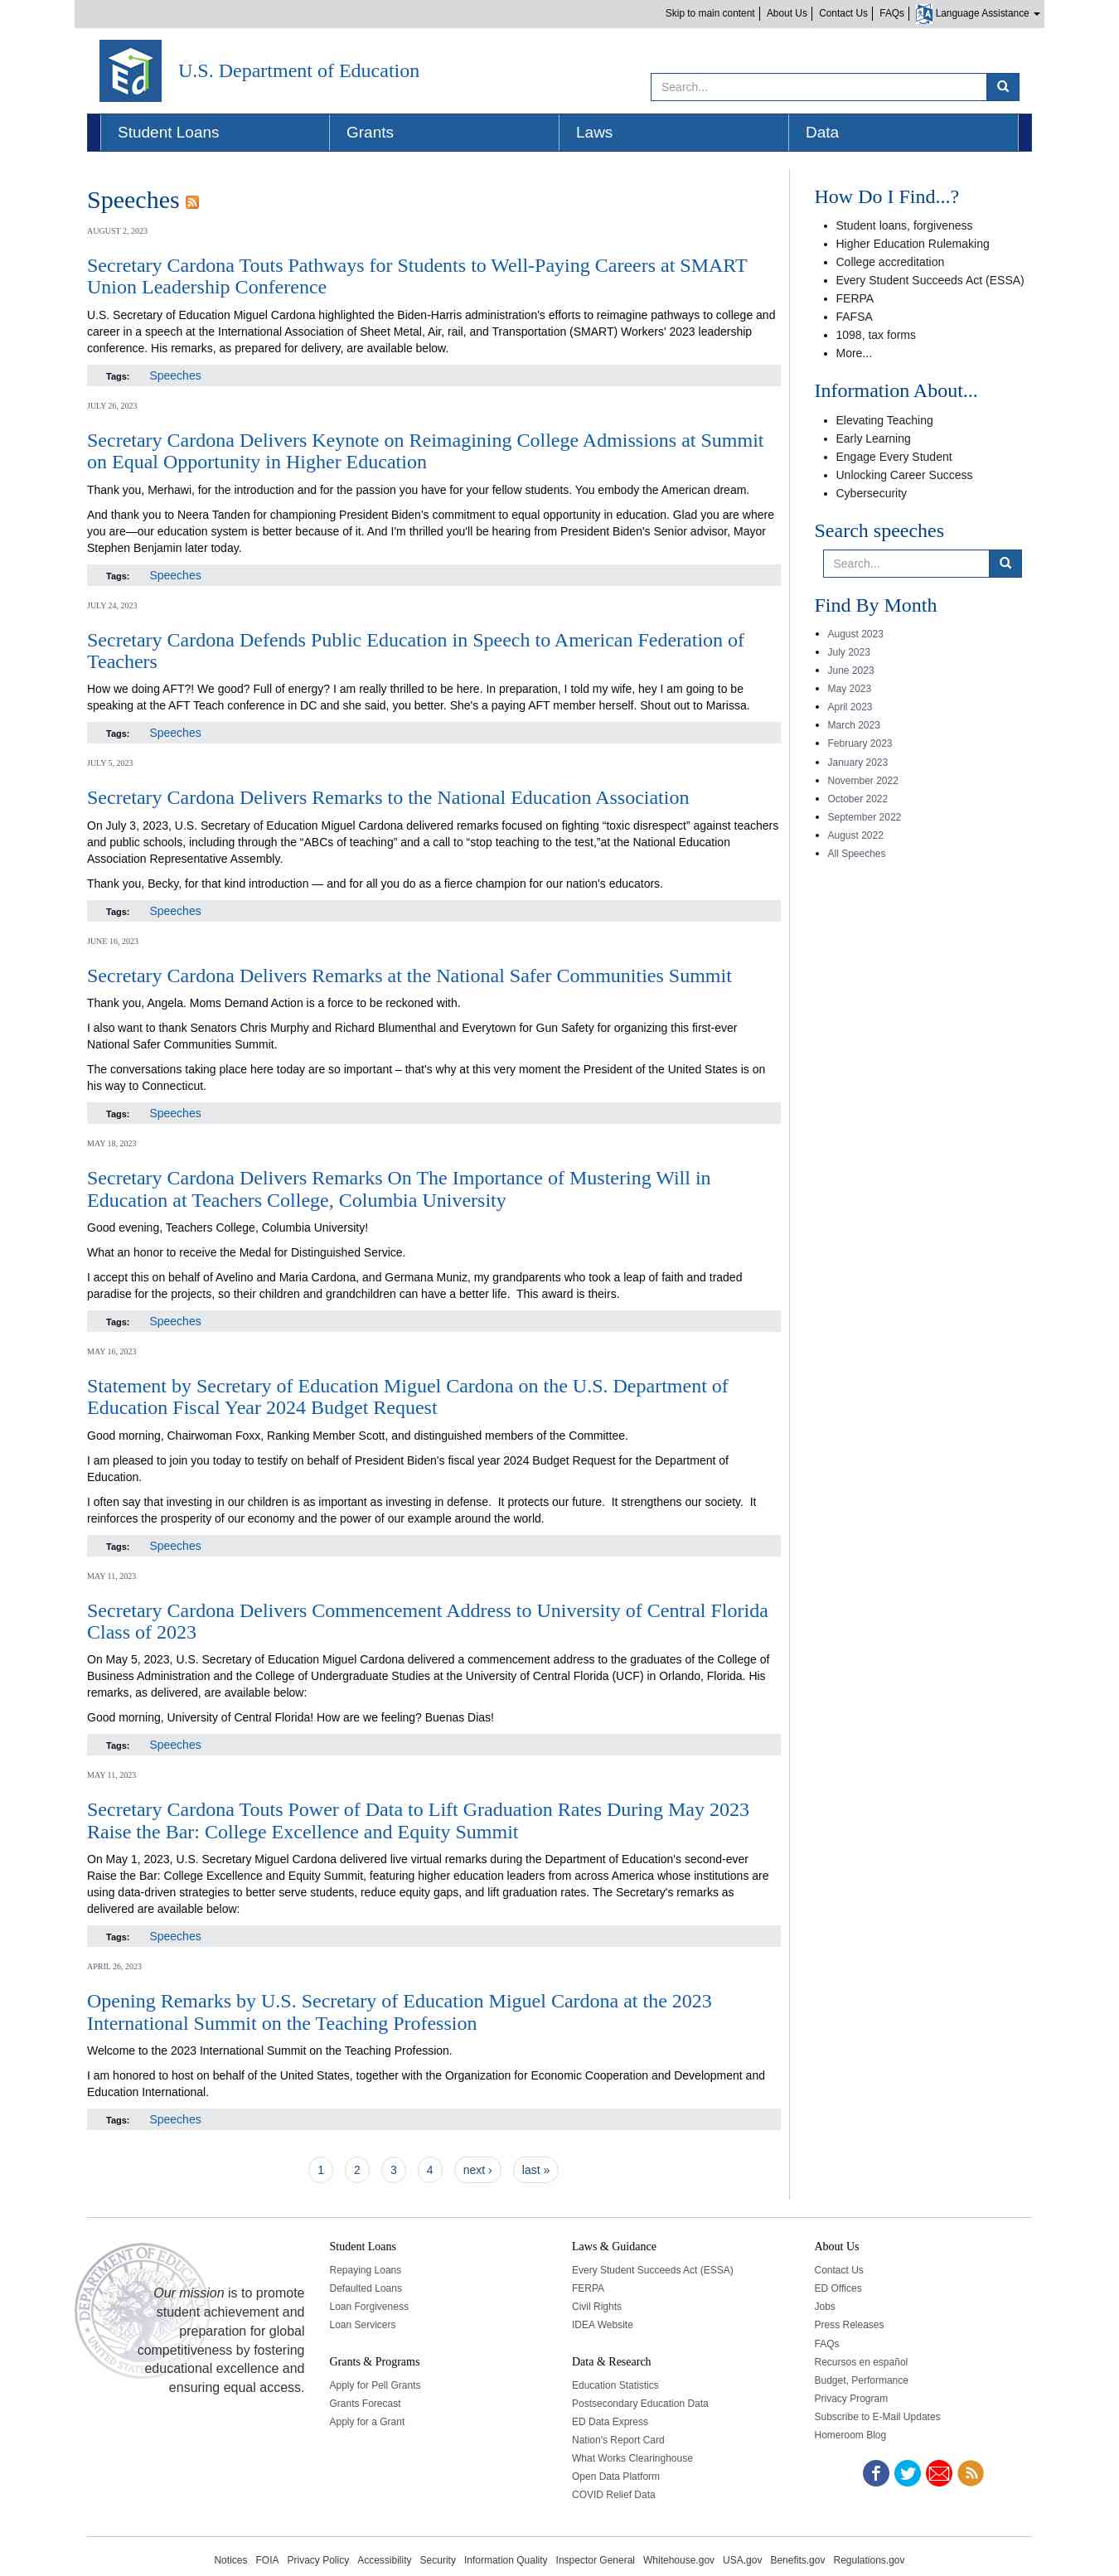 Skip to main content
About Us
Contact Us
FAQs
Language Assistance
U.S. Department of Education
Search...
Student Loans
Grants
Laws
Data
Speeches
AUGUST 2, 2023
Secretary Cardona Touts Pathways for Students to Well-Paying Careers at SMART
Union Leadership Conference
U.S. Secretary of Education Miguel Cardona highlighted the Biden-Harris administration's efforts to reimagine pathways to college and
career in a speech at the International Association of Sheet Metal, Air, rail, and Transportation (SMART) Workers' 2023 leadership
conference. His remarks, as prepared for delivery, are available below.
Tags: Speeches
JULY 26, 2023
Secretary Cardona Delivers Keynote on Reimagining College Admissions at Summit
on Equal Opportunity in Higher Education
Thank you, Merhawi, for the introduction and for the passion you have for your fellow students. You embody the American dream.
And thank you to Neera Tanden for championing President Biden's commitment to equal opportunity in education. Glad you are where
you are—our education system is better because of it. And I'm thrilled you'll be hearing from President Biden's Senior advisor, Mayor
Stephen Benjamin later today.
Tags: Speeches
JULY 24, 2023
Secretary Cardona Defends Public Education in Speech to American Federation of
Teachers
How we doing AFT?! We good? Full of energy? I am really thrilled to be here. In preparation, I told my wife, hey I am going to be
speaking at the AFT Teach conference in DC and she said, you better. She's a paying AFT member herself. Shout out to Marissa.
Tags: Speeches
JULY 5, 2023
Secretary Cardona Delivers Remarks to the National Education Association
On July 3, 2023, U.S. Secretary of Education Miguel Cardona delivered remarks focused on fighting “toxic disrespect” against teachers
and public schools, including through the “ABCs of teaching” and a call to “stop teaching to the test,”at the National Education
Association Representative Assembly.
Thank you, Becky, for that kind introduction — and for all you do as a fierce champion for our nation's educators.
Tags: Speeches
JUNE 16, 2023
Secretary Cardona Delivers Remarks at the National Safer Communities Summit
Thank you, Angela. Moms Demand Action is a force to be reckoned with.
I also want to thank Senators Chris Murphy and Richard Blumenthal and Everytown for Gun Safety for organizing this first-ever
National Safer Communities Summit.
The conversations taking place here today are so important – that's why at this very moment the President of the United States is on
his way to Connecticut.
Tags: Speeches
MAY 18, 2023
Secretary Cardona Delivers Remarks On The Importance of Mustering Will in
Education at Teachers College, Columbia University
Good evening, Teachers College, Columbia University!
What an honor to receive the Medal for Distinguished Service.
I accept this on behalf of Avelino and Maria Cardona, and Germana Muniz, my grandparents who took a leap of faith and traded
paradise for the projects, so their children and grandchildren can have a better life.  This award is theirs.
Tags: Speeches
MAY 16, 2023
Statement by Secretary of Education Miguel Cardona on the U.S. Department of
Education Fiscal Year 2024 Budget Request
Good morning, Chairwoman Foxx, Ranking Member Scott, and distinguished members of the Committee.
I am pleased to join you today to testify on behalf of President Biden's fiscal year 2024 Budget Request for the Department of
Education.
I often say that investing in our children is as important as investing in defense.  It protects our future.  It strengthens our society.  It
reinforces the prosperity of our economy and the power of our example around the world.
Tags: Speeches
MAY 11, 2023
Secretary Cardona Delivers Commencement Address to University of Central Florida
Class of 2023
On May 5, 2023, U.S. Secretary of Education Miguel Cardona delivered a commencement address to the graduates of the College of
Business Administration and the College of Undergraduate Studies at the University of Central Florida (UCF) in Orlando, Florida. His
remarks, as delivered, are available below:
Good morning, University of Central Florida! How are we feeling? Buenas Dias!
Tags: Speeches
MAY 11, 2023
Secretary Cardona Touts Power of Data to Lift Graduation Rates During May 2023
Raise the Bar: College Excellence and Equity Summit
On May 1, 2023, U.S. Secretary Miguel Cardona delivered live virtual remarks during the Department of Education's second-ever
Raise the Bar: College Excellence and Equity Summit, featuring higher education leaders from across America whose institutions are
using data-driven strategies to better serve students, reduce equity gaps, and lift graduation rates. The Secretary's remarks as
delivered are available below:
Tags: Speeches
APRIL 26, 2023
Opening Remarks by U.S. Secretary of Education Miguel Cardona at the 2023
International Summit on the Teaching Profession
Welcome to the 2023 International Summit on the Teaching Profession.
I am honored to host on behalf of the United States, together with the Organization for Economic Cooperation and Development and
Education International.
Tags: Speeches
1 2 3 4 next › last »
How Do I Find...?
Student loans, forgiveness
Higher Education Rulemaking
College accreditation
Every Student Succeeds Act (ESSA)
FERPA
FAFSA
1098, tax forms
More...
Information About...
Elevating Teaching
Early Learning
Engage Every Student
Unlocking Career Success
Cybersecurity
Search speeches
Search...
Find By Month
August 2023
July 2023
June 2023
May 2023
April 2023
March 2023
February 2023
January 2023
November 2022
October 2022
September 2022
August 2022
All Speeches
Our mission is to promote
student achievement and
preparation for global
competitiveness by fostering
educational excellence and
ensuring equal access.
Student Loans
Repaying Loans
Defaulted Loans
Loan Forgiveness
Loan Servicers
Grants & Programs
Apply for Pell Grants
Grants Forecast
Apply for a Grant
Laws & Guidance
Every Student Succeeds Act (ESSA)
FERPA
Civil Rights
IDEA Website
Data & Research
Education Statistics
Postsecondary Education Data
ED Data Express
Nation's Report Card
What Works Clearinghouse
Open Data Platform
COVID Relief Data
About Us
Contact Us
ED Offices
Jobs
Press Releases
FAQs
Recursos en español
Budget, Performance
Privacy Program
Subscribe to E-Mail Updates
Homeroom Blog
Notices FOIA Privacy Policy Accessibility Security Information Quality Inspector General Whitehouse.gov USA.gov Benefits.gov Regulations.gov